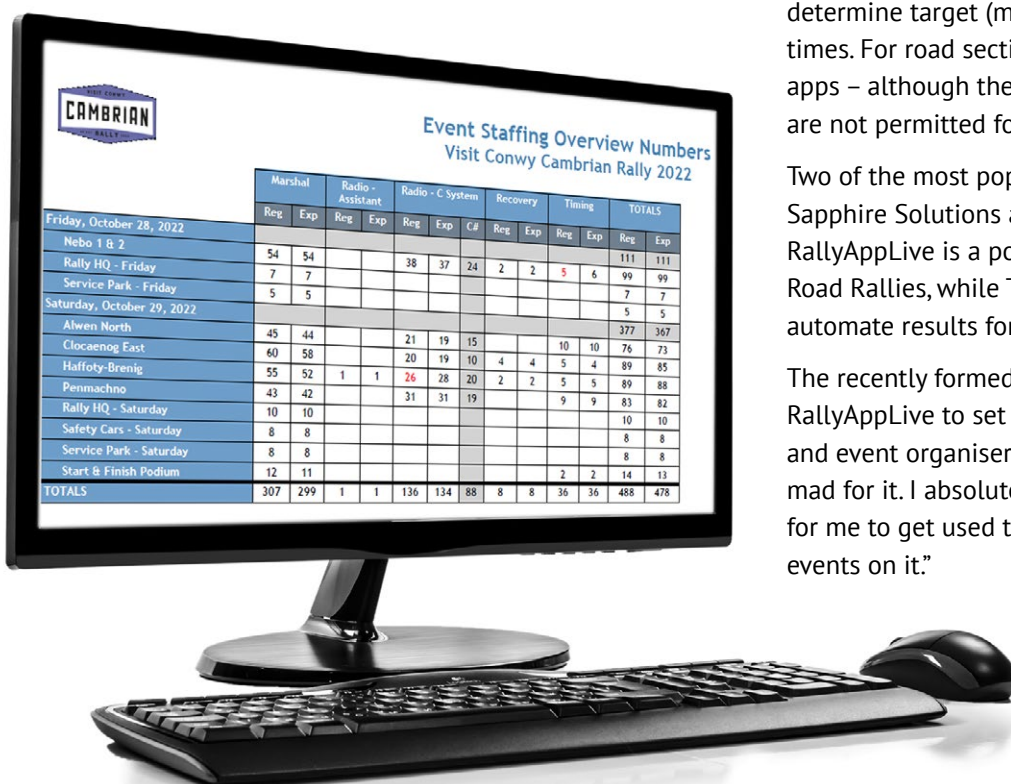 VISIT CONWY
CAMBRIAN
RALLY
Event Staffing Overview Numbers
Visit Conwy Cambrian Rally 2022
Marshal Radio - Assistant Radio - C System Recovery Timing TOTALS
Reg Exp Reg Exp Reg Exp C# Reg Exp Reg Exp Reg Exp
Friday, October 28, 2022 111 111
Nebo 1 & 2 54 54 38 37 24 2 2 5 6 99 99
Rally HQ - Friday 7 7 7 7
Service Park - Friday 5 5 5 5
Saturday, October 29, 2022 377 367
Alwen North 45 44 21 19 15 10 10 76 73
Clocaenog East 60 58 20 19 10 4 4 5 4 89 85
Haffoty-Brenig 55 52 1 1 26 28 20 2 2 5 5 89 88
Penmachno 43 42 31 31 19 9 9 83 82
Rally HQ - Saturday 10 10 10 10
Safety Cars - Saturday 8 8 8 8
Service Park - Saturday 8 8 8 8
Start & Finish Podium 12 11 2 2 14 13
TOTALS 307 299 1 1 136 134 88 8 8 36 36 488 478
determine target (m
times. For road secti
apps – although the
are not permitted fo
Two of the most pop
Sapphire Solutions a
RallyAppLive is a po
Road Rallies, while T
automate results for
The recently formed
RallyAppLive to set
and event organiser
mad for it. I absolute
for me to get used t
events on it.”